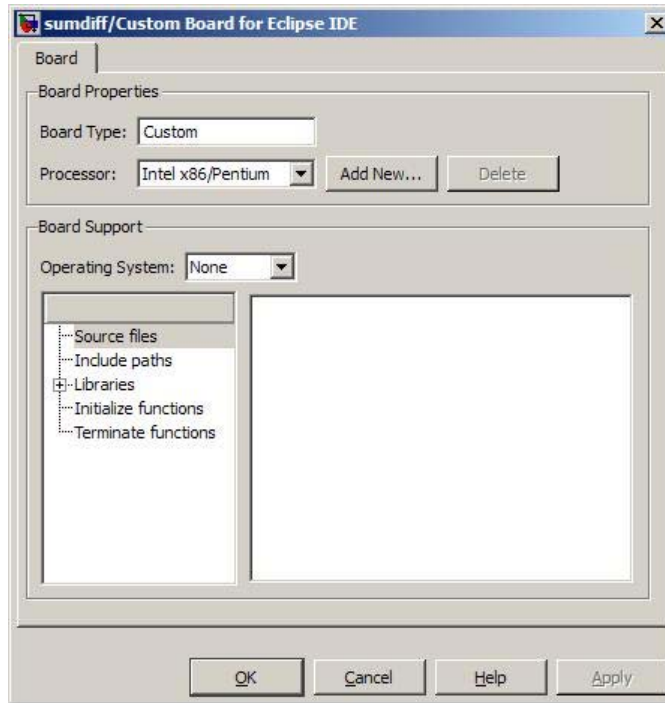 sumdiff/Custom Board for Eclipse IDE
Board
Board Properties
Board Type: Custom
Processor: Intel x86/Pentium Add New... Delete
Board Support
Operating System: None
Source files
Include paths
Libraries
Initialize functions
Terminate functions
OK Cancel Help Apply